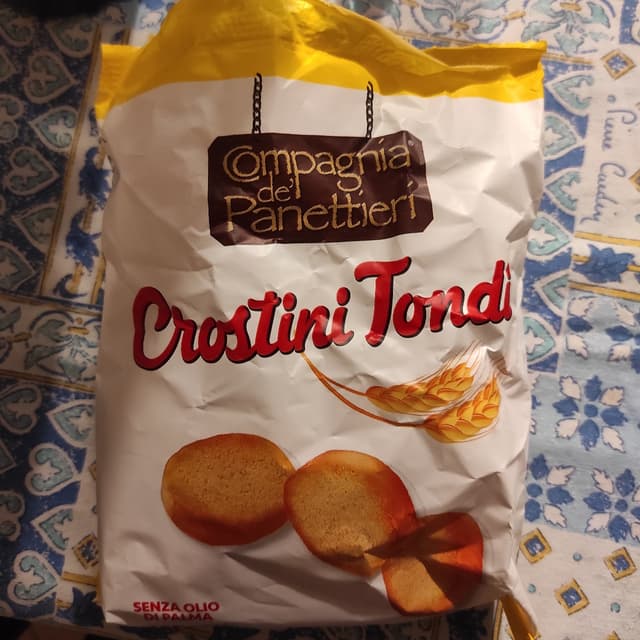 Compagnia
de'
Panettieri
Crostini Tondi
SENZA OLIO
DI PALMA